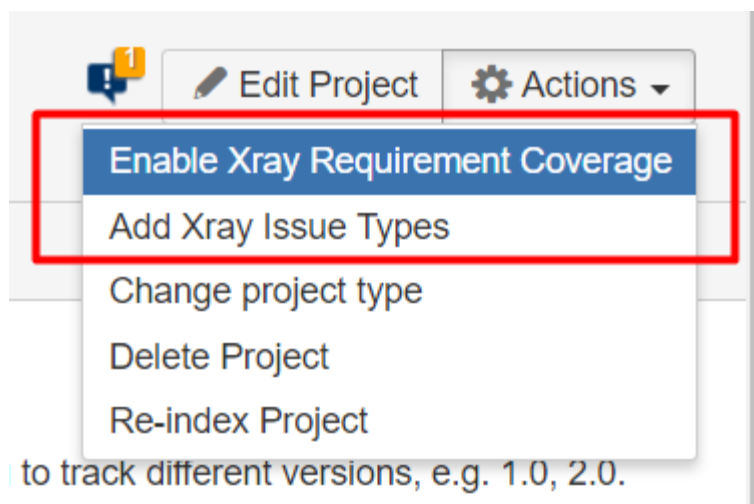 1
Edit Project
Actions
Enable Xray Requirement Coverage
Add Xray Issue Types
Change project type
Delete Project
Re-index Project
to track different versions, e.g. 1.0, 2.0.